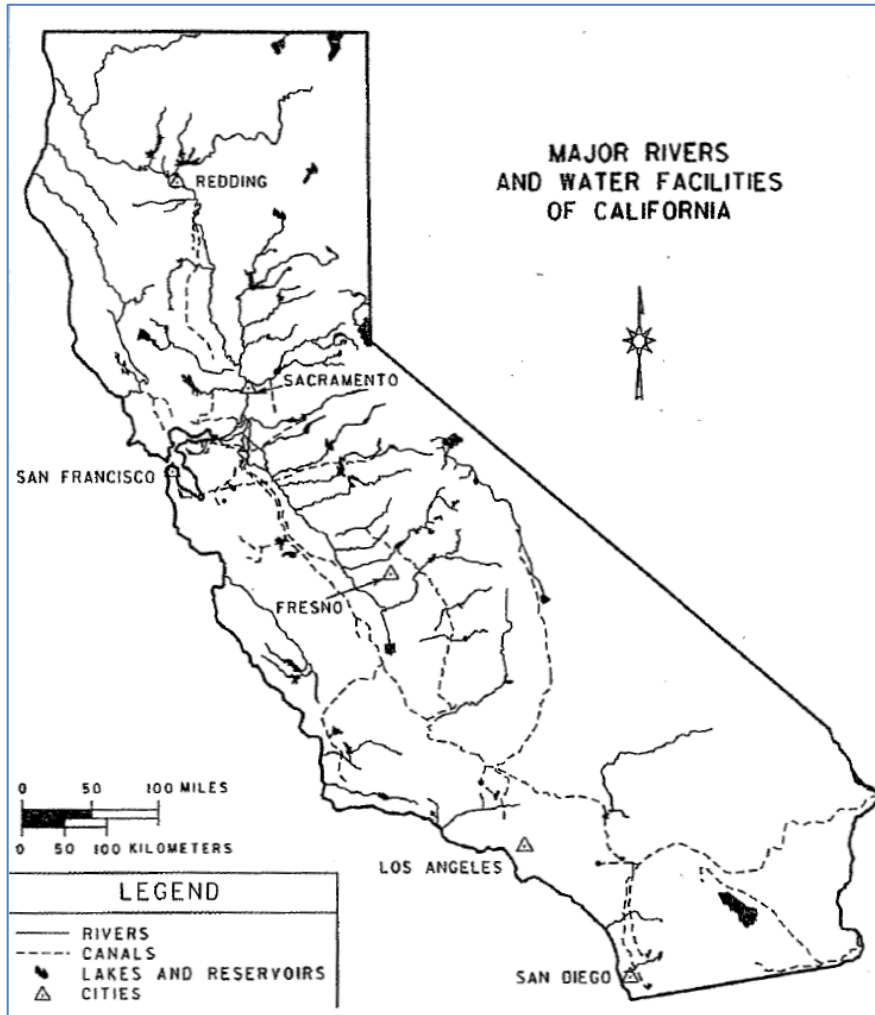 MAJOR RIVERS
AND WATER FACILITIES
OF CALIFORNIA
REDDING
SACRAMENTO
SAN FRANCISCO
FRESNO
0 50 100 MILES
0 50 100 KILOMETERS
LOS ANGELES
LEGEND
RIVERS
CANALS
LAKES AND RESERVOIRS
CITIES
SAN DIEGO